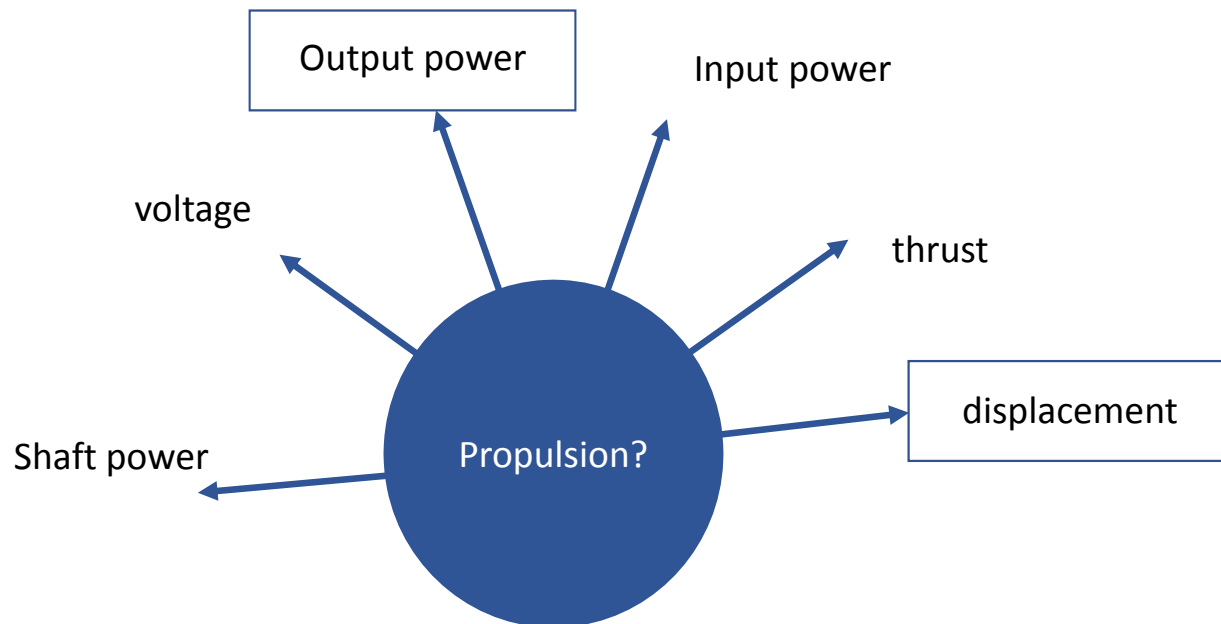 Output power
Input power
voltage
thrust
displacement
Propulsion?
Shaft power